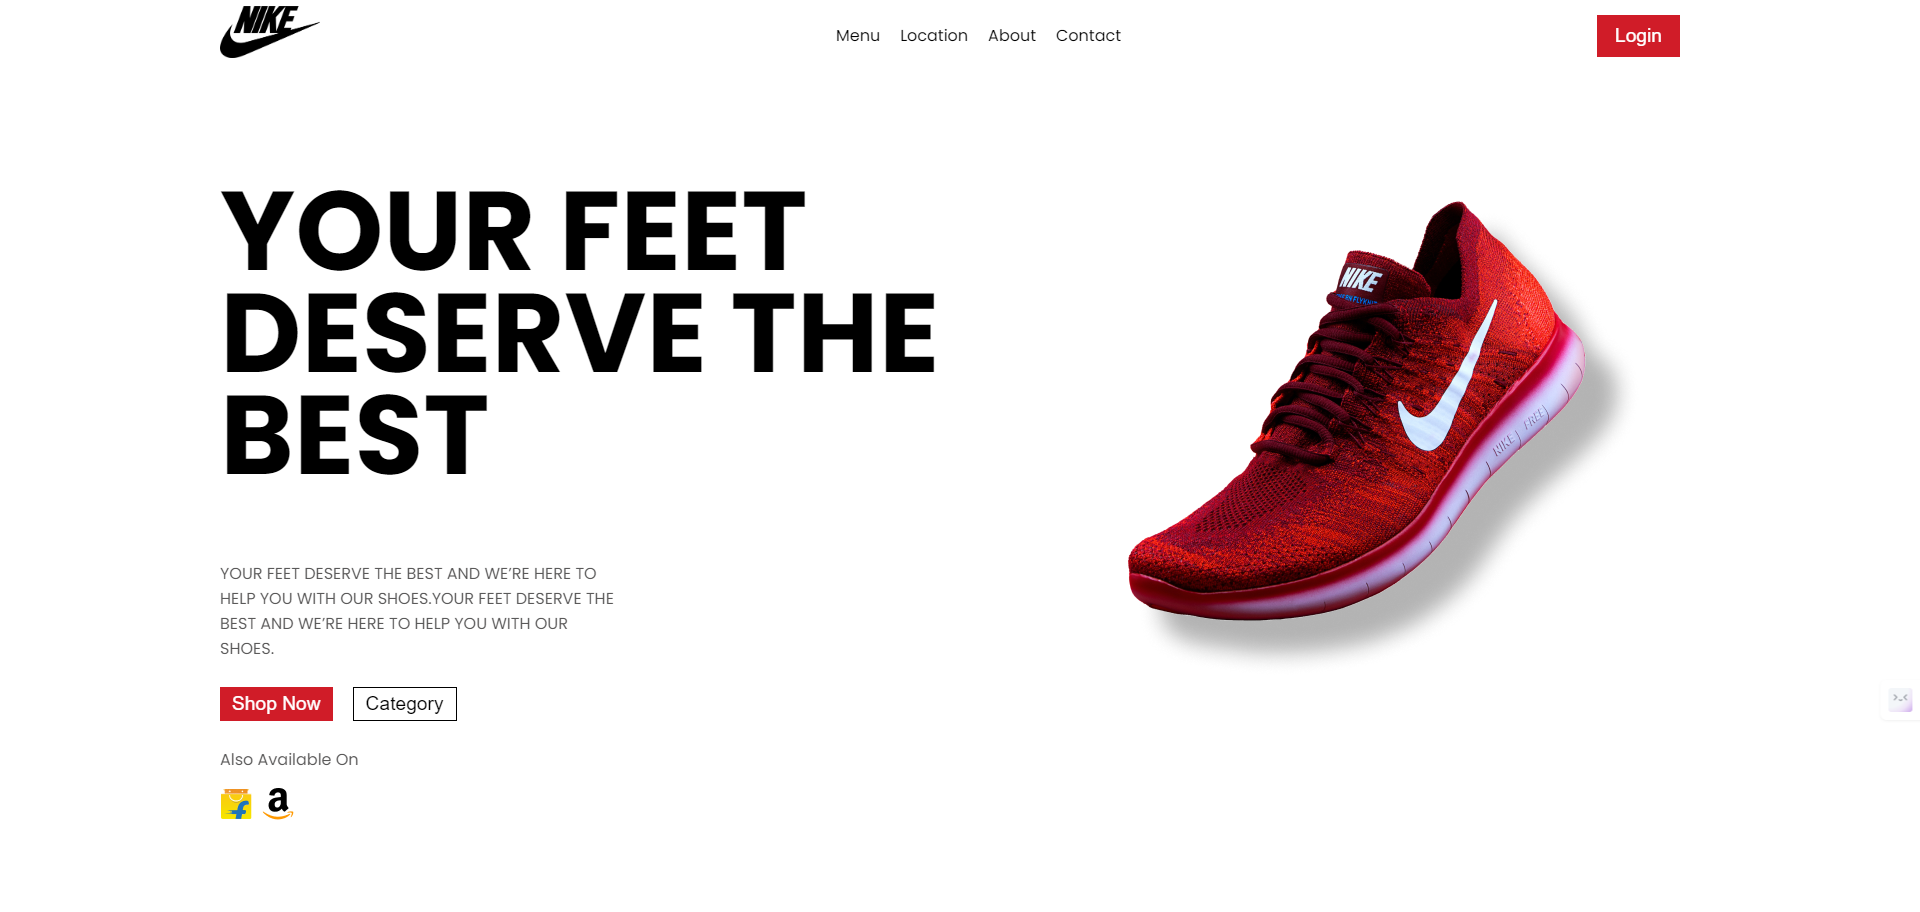 NIKE
Menu Location About Contact
Login
YOUR FEET
DESERVE THE
BEST
NIKE
NIKE FREE
YOUR FEET DESERVE THE BEST AND WE’RE HERE TO
HELP YOU WITH OUR SHOES.YOUR FEET DESERVE THE
BEST AND WE’RE HERE TO HELP YOU WITH OUR
SHOES.
Shop Now Category
Also Available On